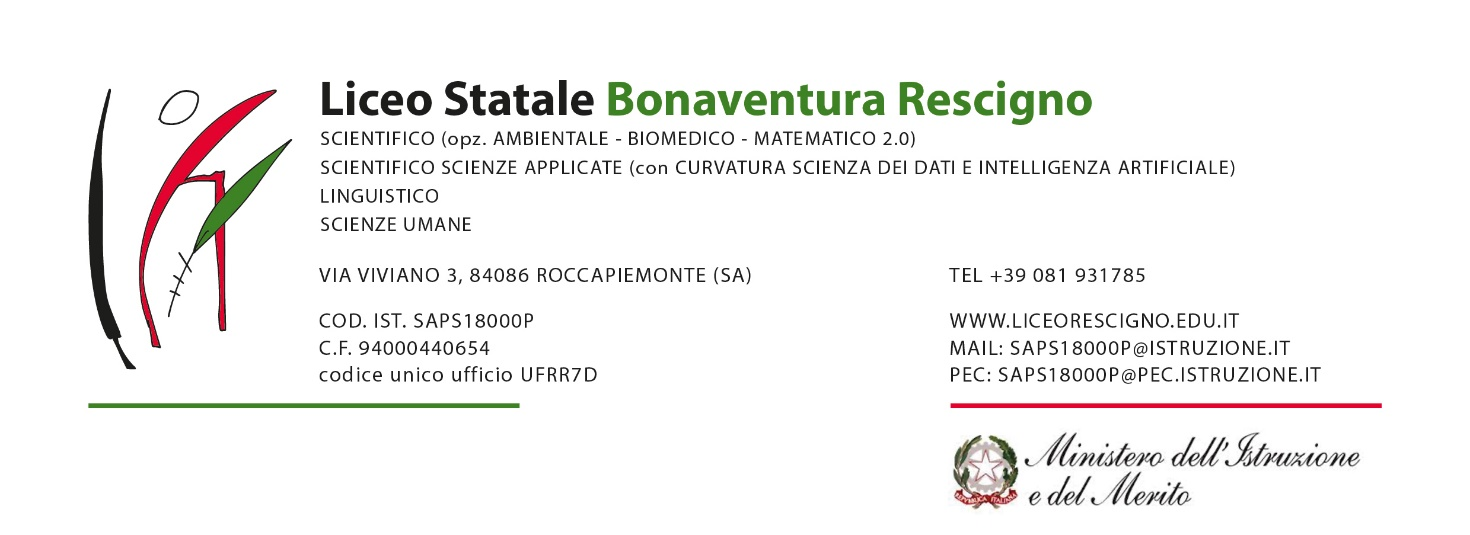 Liceo Statale Bonaventura Rescigno
SCIENTIFICO (opz. AMBIENTALE - BIOMEDICO - MATEMATICO 2.0)
SCIENTIFICO SCIENZE APPLICATE (con CURVATURA SCIENZA DEI DATI E INTELLIGENZA ARTIFICIALE)
LINGUISTICO
SCIENZE UMANE
VIA VIVIANO 3, 84086 ROCCAPIEMONTE (SA)
TEL +39 081 931785
COD. IST. SAPS18000P
C.F. 94000440654
codice unico ufficio UFRR7D
WWW.LICEORESCIGNO.EDU.IT
MAIL: SAPS18000P@ISTRUZIONE.IT
PEC: SAPS18000P@PEC.ISTRUZIONE.IT
Ministero dell'Istruzione
e del Merito
REPVBBLICA ITALIANA